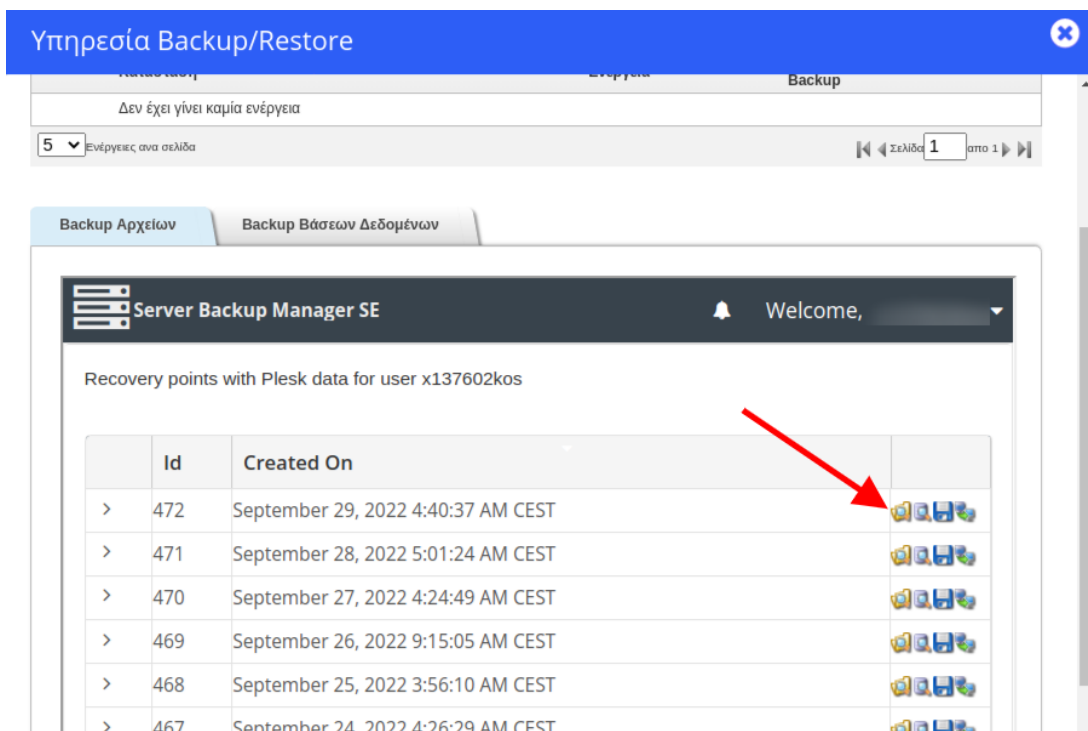 Υπηρεσία Backup/Restore
Κατάσταση Ενέργεια Backup
Δεν έχει γίνει καμία ενέργεια
5 Ενέργειες ανα σελίδα Σελίδα 1 απο 1
Backup Αρχείων Backup Βάσεων Δεδομένων
Server Backup Manager SE Welcome,
Recovery points with Plesk data for user x137602kos
Id Created On
472 September 29, 2022 4:40:37 AM CEST
471 September 28, 2022 5:01:24 AM CEST
470 September 27, 2022 4:24:49 AM CEST
469 September 26, 2022 9:15:05 AM CEST
468 September 25, 2022 3:56:10 AM CEST
467 September 24, 2022 4:26:29 AM CEST